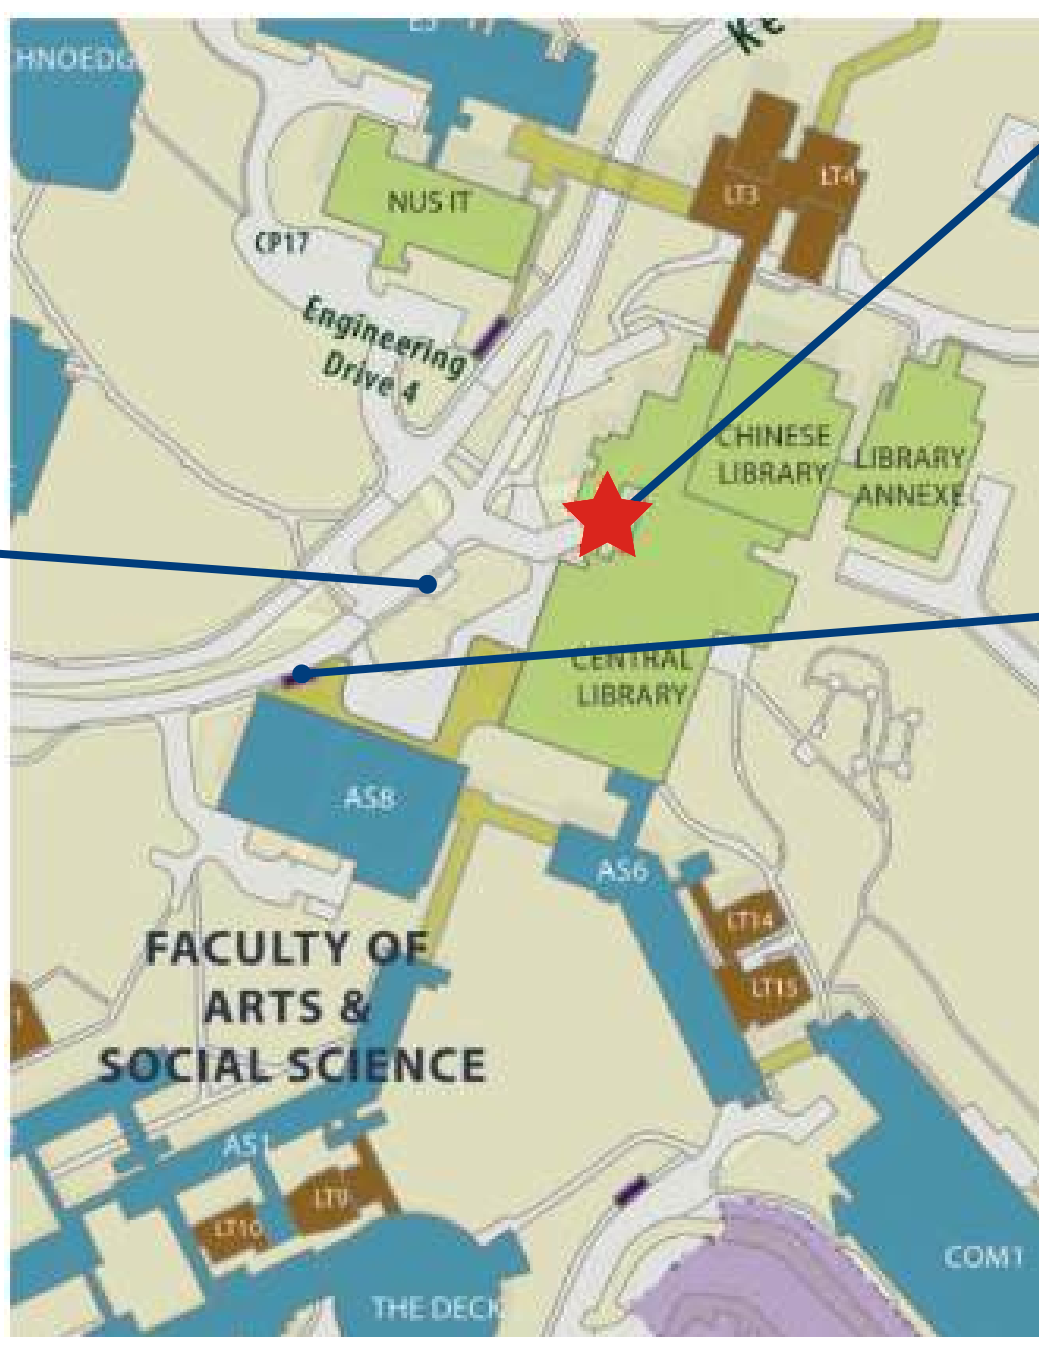 HNOEDG
LT3
LT4
NUS IT
CP17
Engineering
Drive 4
CHINESE
LIBRARY
LIBRARY
ANNEXE
CENTRAL
LIBRARY
AS8
AS6
LT14
LT15
FACULTY OF
ARTS &
SOCIAL SCIENCE
AS1
LT9
LT10
COM1
THE DECK